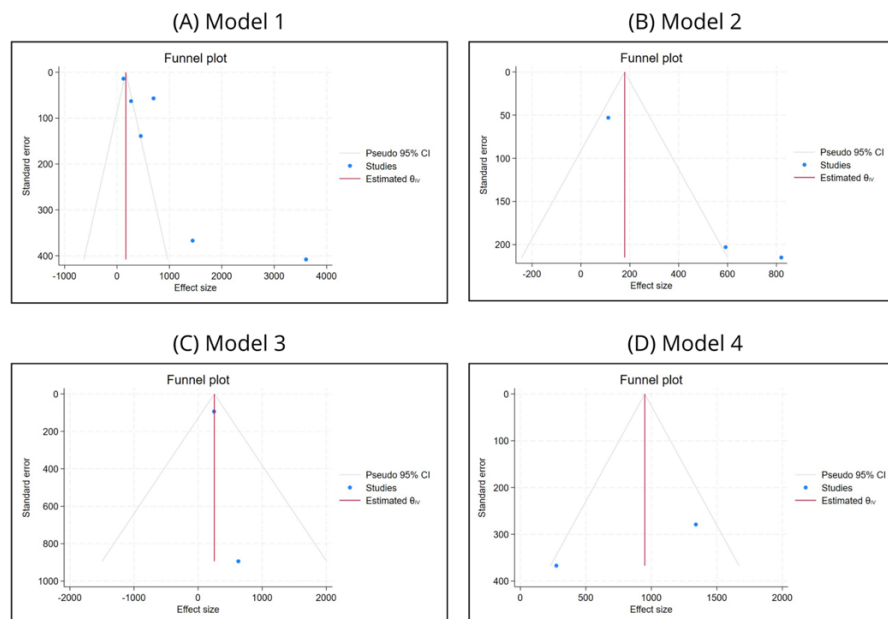 (A) Model 1
Funnel plot
0
100
200
300
400
Standard error
-1000 0 1000 2000 3000 4000
Effect size
Pseudo 95% CI
Studies
Estimated θIV
(B) Model 2
Funnel plot
0
50
100
150
200
Standard error
-200 0 200 400 600 800
Effect size
Pseudo 95% CI
Studies
Estimated θIV
(C) Model 3
Funnel plot
0
200
400
600
800
1000
Standard error
-2000 -1000 0 1000 2000
Effect size
Pseudo 95% CI
Studies
Estimated θIV
(D) Model 4
Funnel plot
0
100
200
300
400
Standard error
0 500 1000 1500 2000
Effect size
Pseudo 95% CI
Studies
Estimated θIV